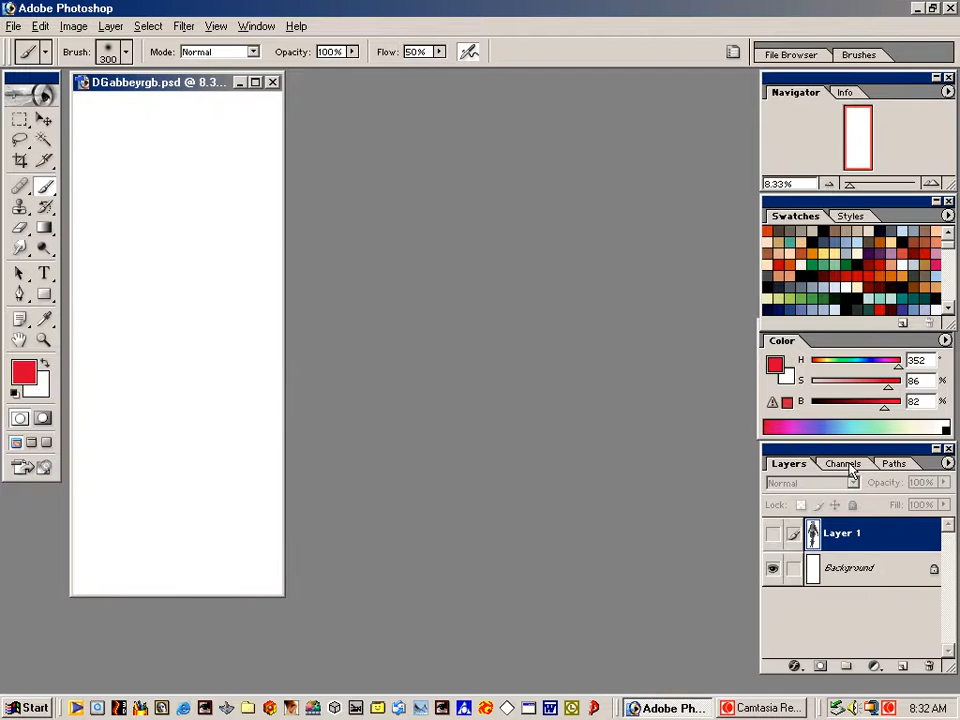 Adobe Photoshop
File Edit Image Layer Select Filter View Window Help
Brush: 300 Mode: Normal Opacity: 100% Flow: 50% File Browser Brushes
DGabbeyrgb.psd @ 8.3...
Navigator Info
8.33%
Swatches Styles
Color
H 352 °
S 86 %
B 82 %
Layers Channels Paths
Normal Opacity: 100%
Lock: Fill: 100%
Layer 1
Background
Start Adobe Ph... Camtasia Re... 8:32 AM